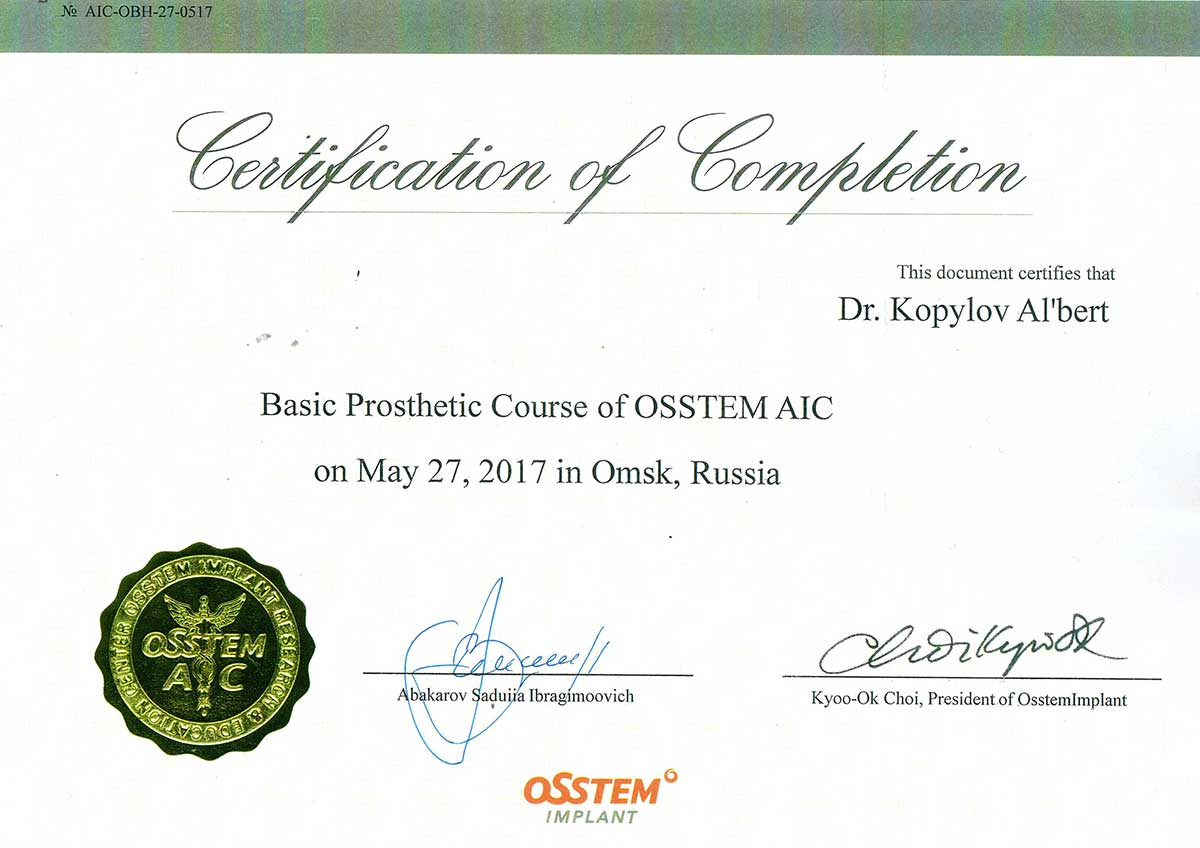 № AIC-OBH-27-0517
Certification of Completion
This document certifies that
Dr. Kopylov Al'bert
Basic Prosthetic Course of OSSTEM AIC
on May 27, 2017 in Omsk, Russia
OSSTEM IMPLANT RESEARCH & EDUCATION CENTER
OSSTEM
AIC
Abakarov Saduiia Ibragimoovich
Kyoo-Ok Choi, President of OsstemImplant
OSSTEM
IMPLANT